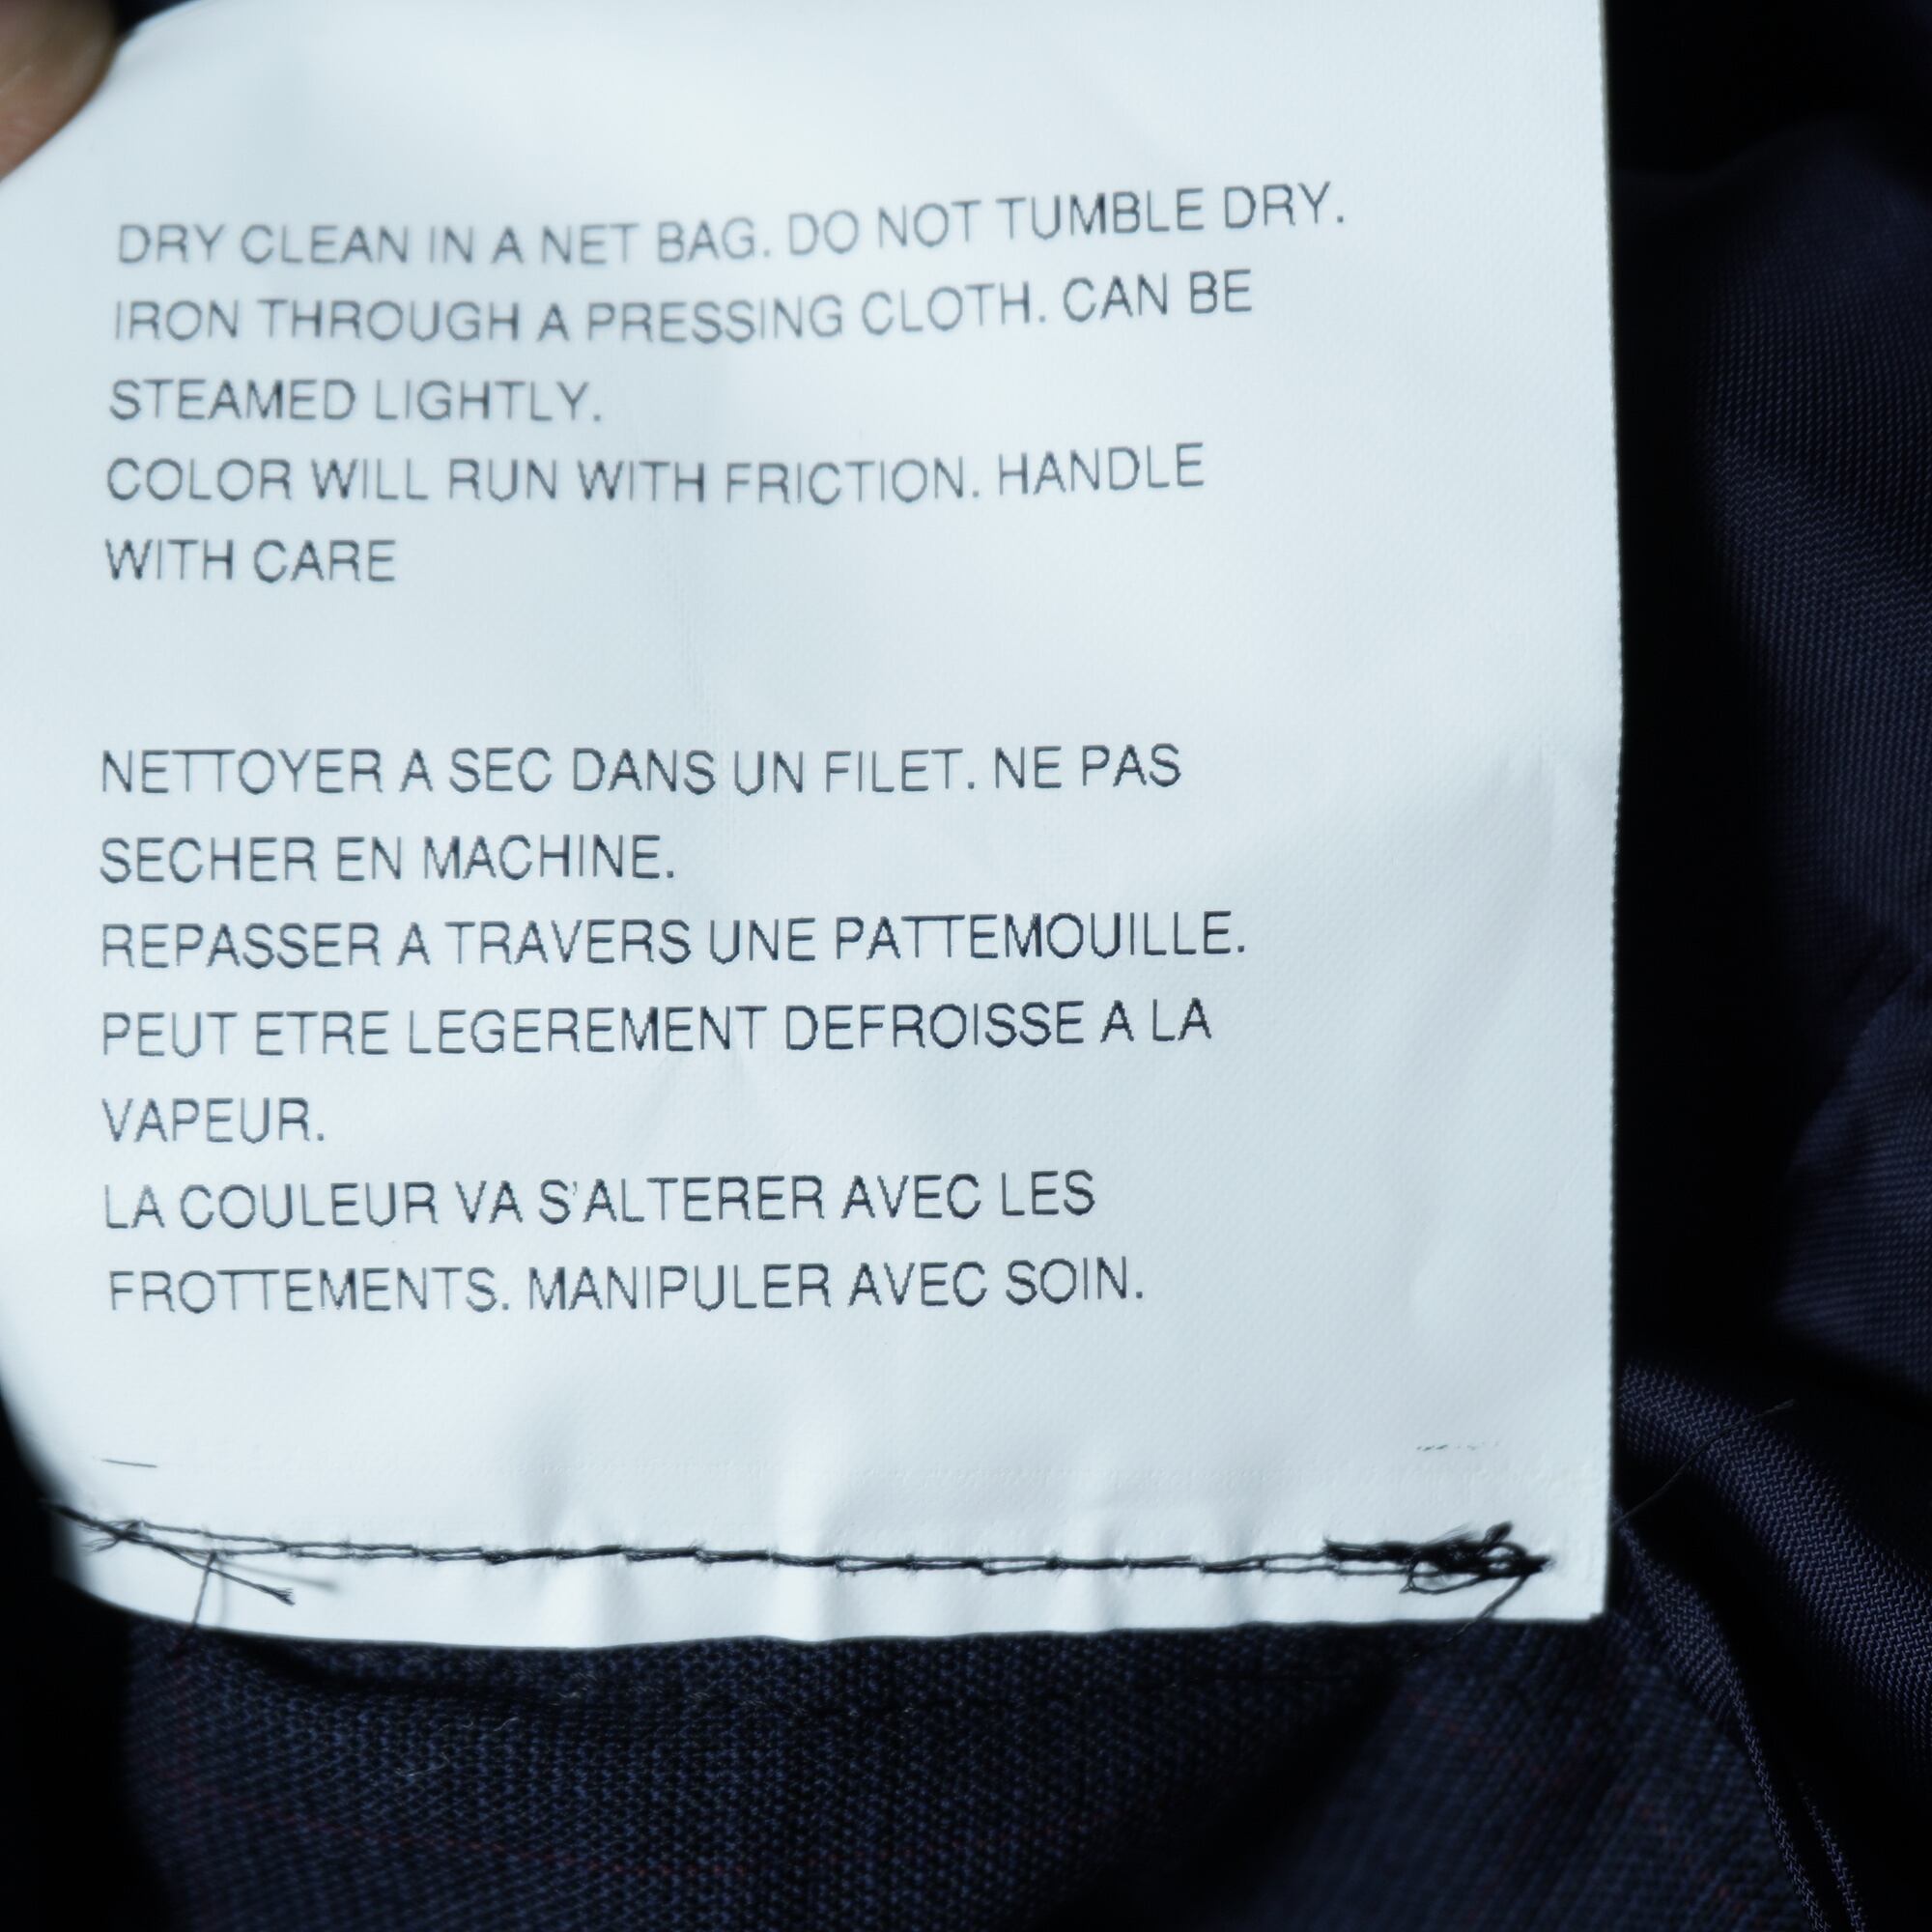 DRY CLEAN IN A NET BAG. DO NOT TUMBLE DRY.
IRON THROUGH A PRESSING CLOTH. CAN BE
STEAMED LIGHTLY.
COLOR WILL RUN WITH FRICTION. HANDLE
WITH CARE
NETTOYER A SEC DANS UN FILET. NE PAS
SECHER EN MACHINE.
REPASSER A TRAVERS UNE PATTEMOUILLE.
PEUT ETRE LEGEREMENT DEFROISSE A LA
VAPEUR.
LA COULEUR VA S'ALTERER AVEC LES
FROTTEMENTS. MANIPULER AVEC SOIN.